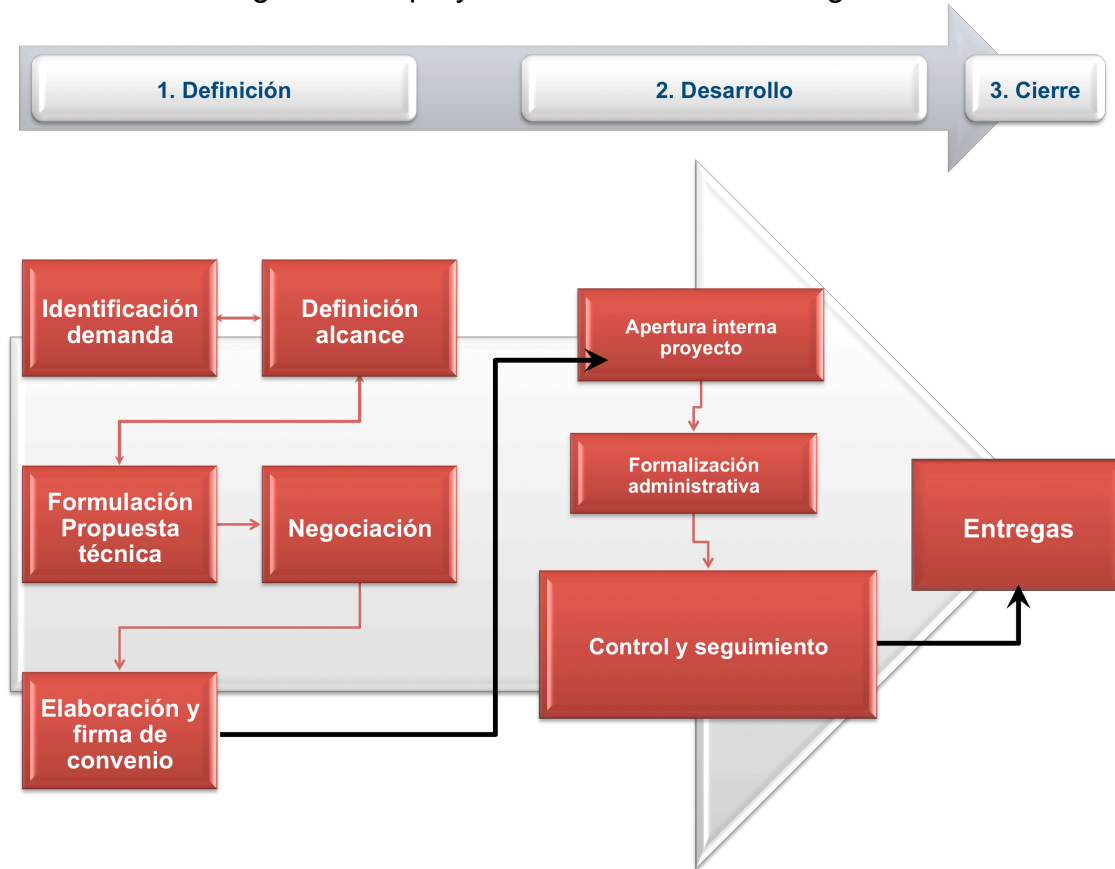 1. Definición
2. Desarrollo
3. Cierre
Identificación
demanda
Definición
alcance
Formulación
Propuesta
técnica
Negociación
Elaboración y
firma de
convenio
Apertura interna
proyecto
Formalización
administrativa
Control y seguimiento
Entregas